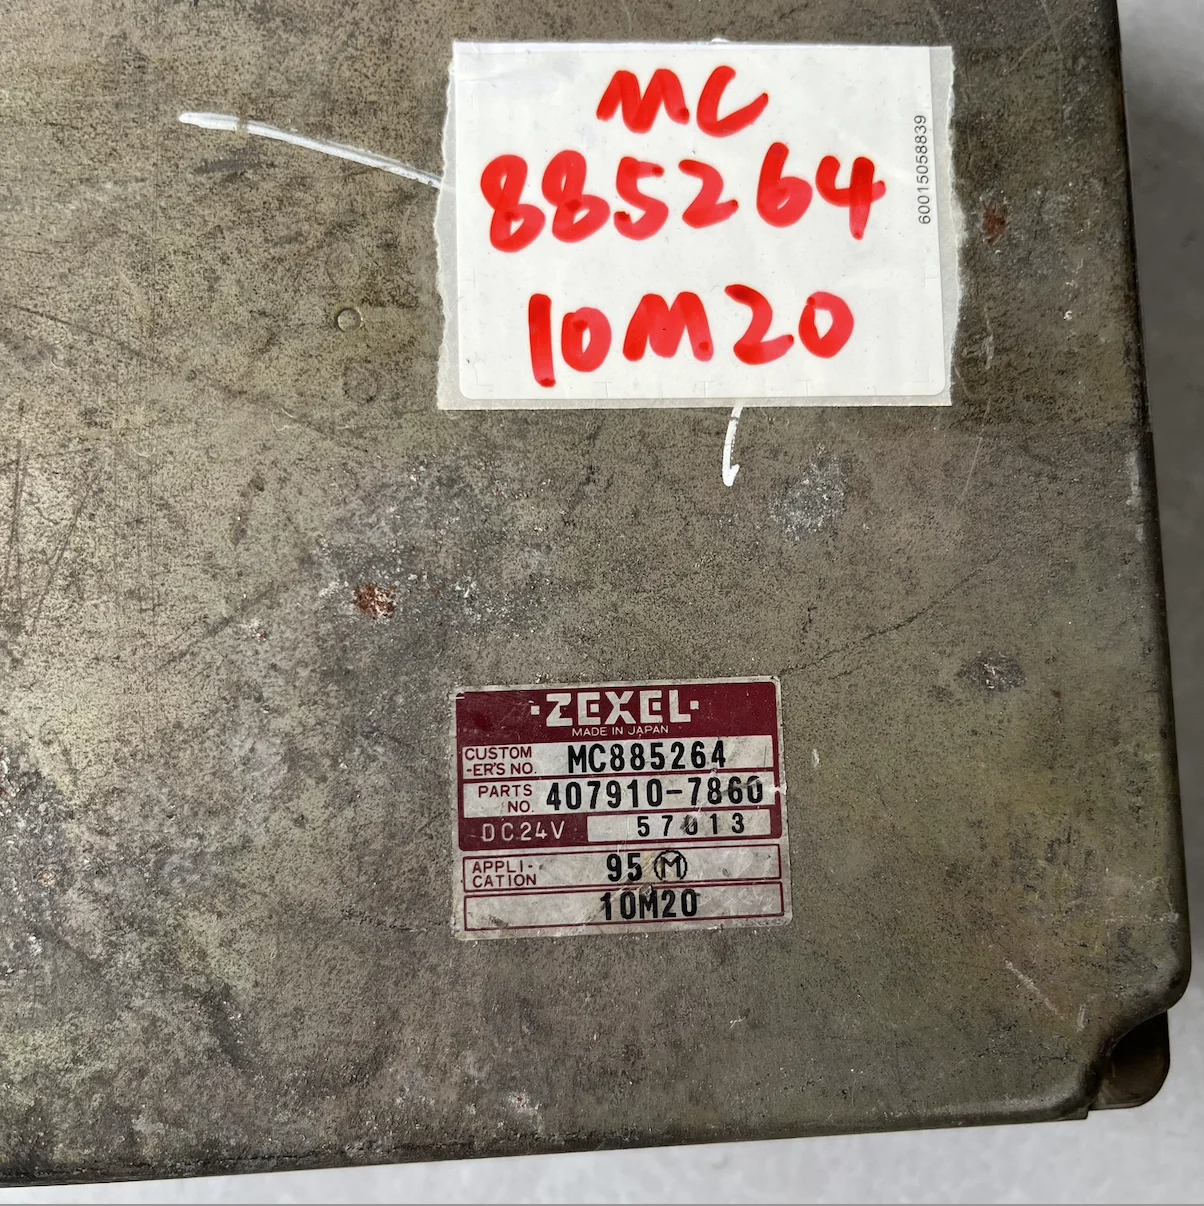 MC
885264
10M20
60015058839
ZEXEL
MADE IN JAPAN
CUSTOM
-ER'S NO. MC885264
PARTS
NO. 407910-7860
DC24V 57013
APPLI-
CATION 95 Ⓜ
10M20